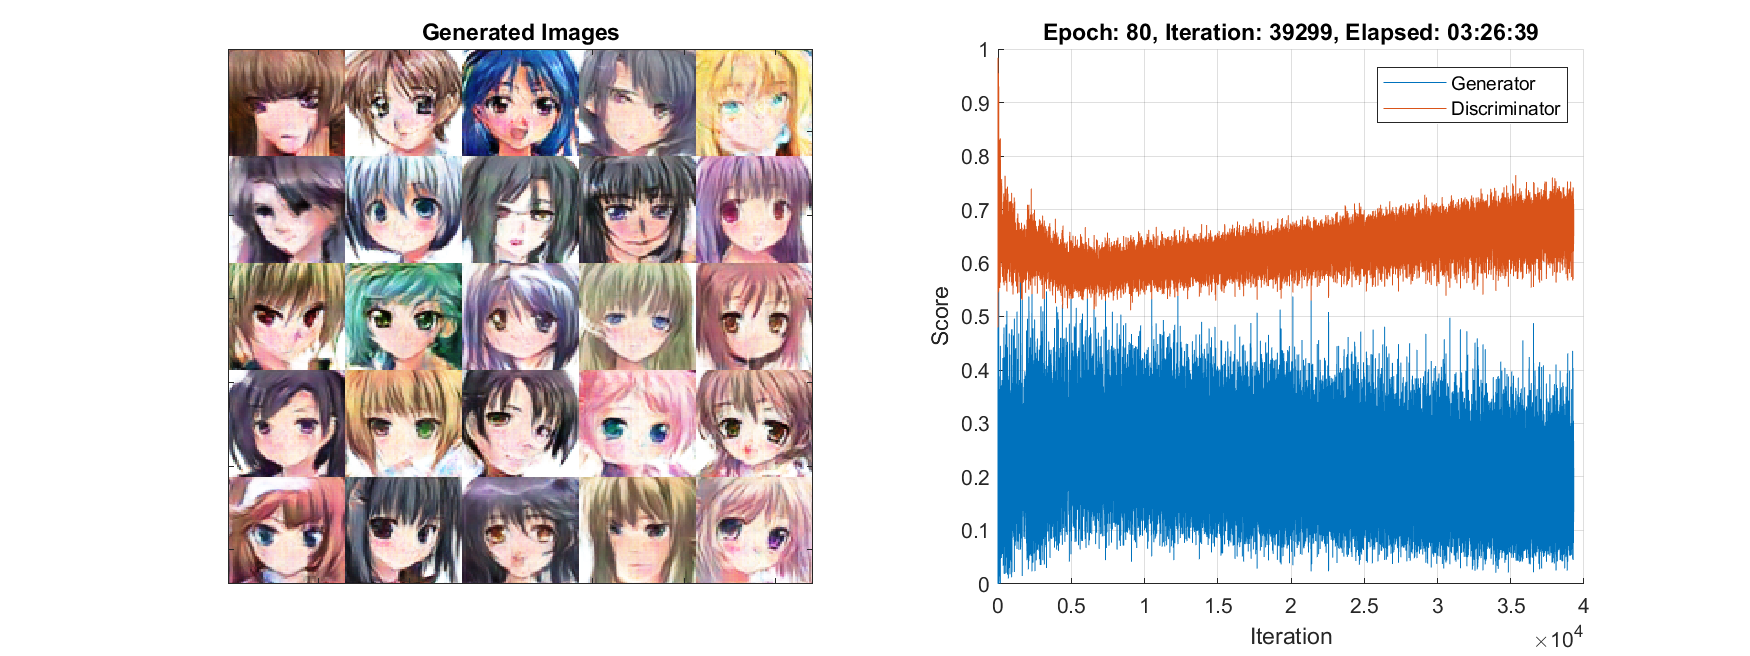 Generated Images
Epoch: 80, Iteration: 39299, Elapsed: 03:26:39
Generator
Discriminator
Score
1
0.9
0.8
0.7
0.6
0.5
0.4
0.3
0.2
0.1
0
0 0.5 1 1.5 2 2.5 3 3.5 4
Iteration
×10⁴